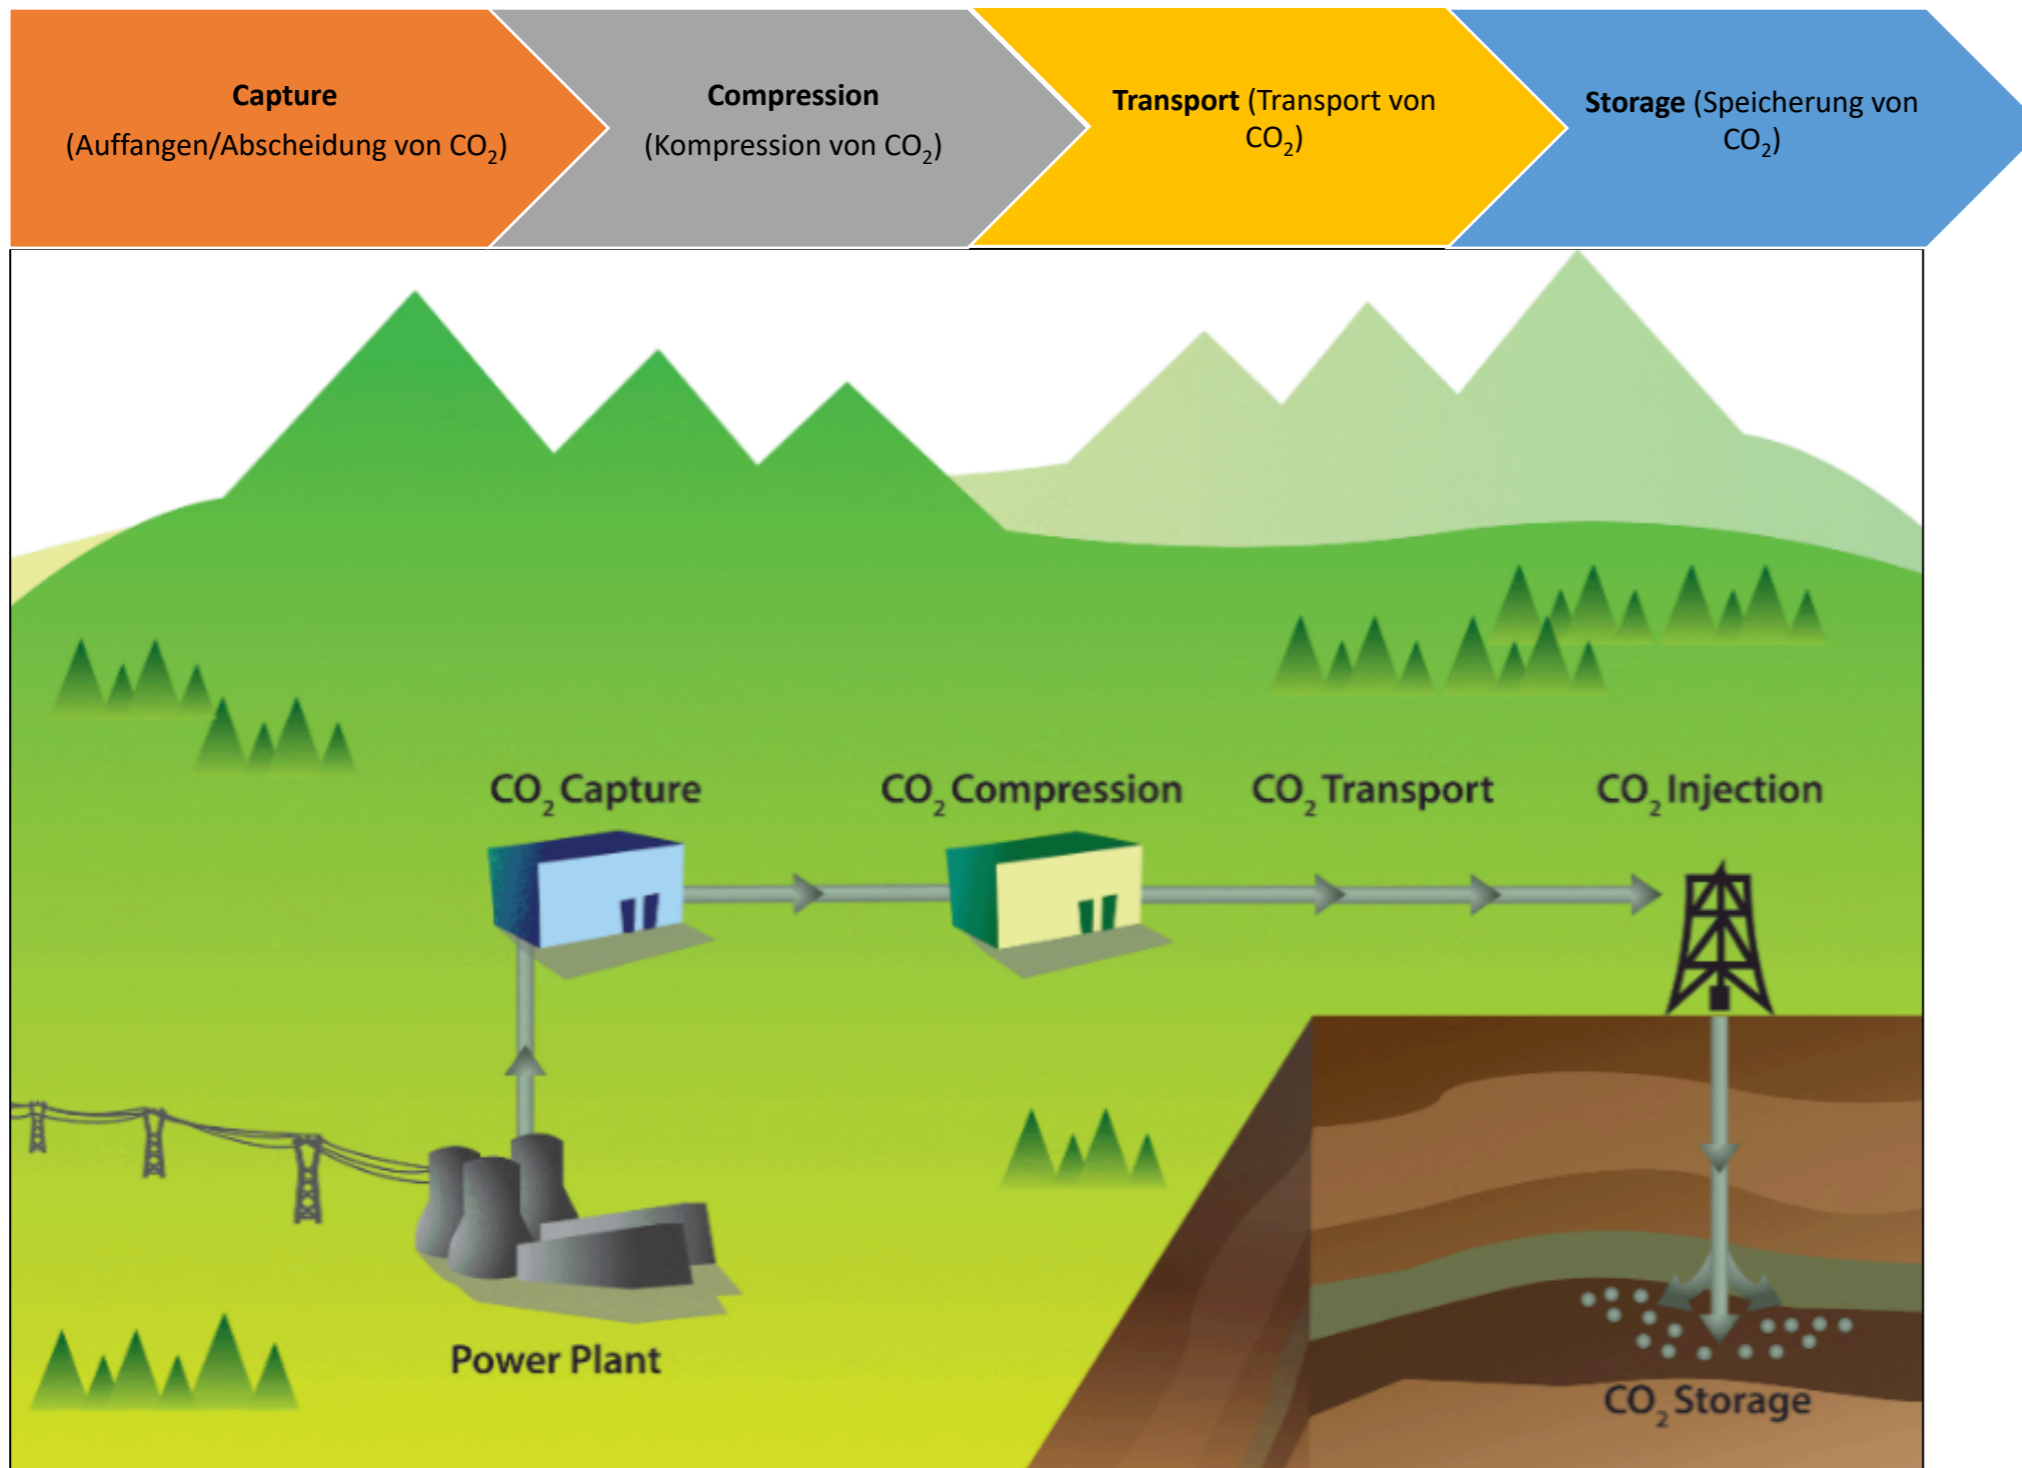 Capture
(Auffangen/Abscheidung von CO₂)
Compression
(Kompression von CO₂)
Transport (Transport von
CO₂)
Storage (Speicherung von
CO₂)
CO₂ Capture
CO₂ Compression
CO₂ Transport
CO₂ Injection
Power Plant
CO₂ Storage